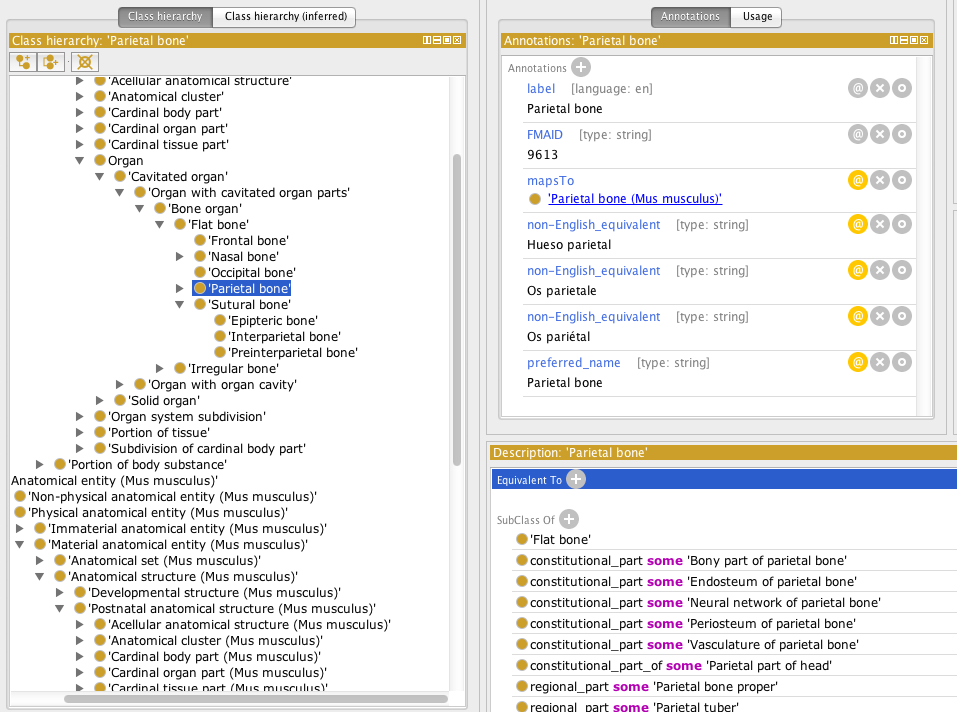 Class hierarchy
Class hierarchy (inferred)
Class hierarchy: 'Parietal bone'
'Acellular anatomical structure'
'Anatomical cluster'
'Cardinal body part'
'Cardinal organ part'
'Cardinal tissue part'
Organ
'Cavitated organ'
'Organ with cavitated organ parts'
'Bone organ'
'Flat bone'
'Frontal bone'
'Nasal bone'
'Occipital bone'
'Parietal bone'
'Sutural bone'
'Epipteric bone'
'Interparietal bone'
'Preinterparietal bone'
'Irregular bone'
'Organ with organ cavity'
'Solid organ'
'Organ system subdivision'
'Portion of tissue'
'Subdivision of cardinal body part'
'Portion of body substance'
Anatomical entity (Mus musculus)'
'Non-physical anatomical entity (Mus musculus)'
'Physical anatomical entity (Mus musculus)'
'Immaterial anatomical entity (Mus musculus)'
'Material anatomical entity (Mus musculus)'
'Anatomical set (Mus musculus)'
'Anatomical structure (Mus musculus)'
'Developmental structure (Mus musculus)'
'Postnatal anatomical structure (Mus musculus)'
'Acellular anatomical structure (Mus musculus)'
'Anatomical cluster (Mus musculus)'
'Cardinal body part (Mus musculus)'
'Cardinal organ part (Mus musculus)'
'Cardinal tissue part (Mus musculus)'
Annotations
Usage
Annotations: 'Parietal bone'
Annotations
label [language: en]
Parietal bone
FMAID [type: string]
9613
mapsTo
'Parietal bone (Mus musculus)'
non-English_equivalent [type: string]
Hueso parietal
non-English_equivalent [type: string]
Os parietale
non-English_equivalent [type: string]
Os pariétal
preferred_name [type: string]
Parietal bone
Description: 'Parietal bone'
Equivalent To
SubClass Of
'Flat bone'
constitutional_part some 'Bony part of parietal bone'
constitutional_part some 'Endosteum of parietal bone'
constitutional_part some 'Neural network of parietal bone'
constitutional_part some 'Periosteum of parietal bone'
constitutional_part some 'Vasculature of parietal bone'
constitutional_part_of some 'Parietal part of head'
regional_part some 'Parietal bone proper'
regional_part some 'Parietal tuber'